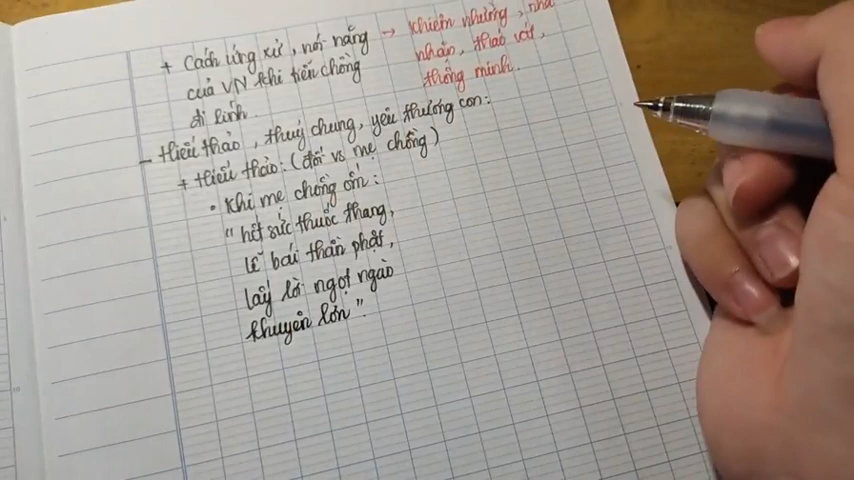 + Cách ứng xử, nói năng → khiêm nhường, nhã
của VN khi tiễn chồng nhặn, tháo vát,
đi lính. thông minh.
- Hiếu thảo, thuỷ chung, yêu thương con:
+ Hiếu thảo: (đối vs mẹ chồng)
• Khi mẹ chồng ốm:
" hết sức thuốc thang,
lễ bái thần phật,
lấy lời ngọt ngào
khuyên lơn "